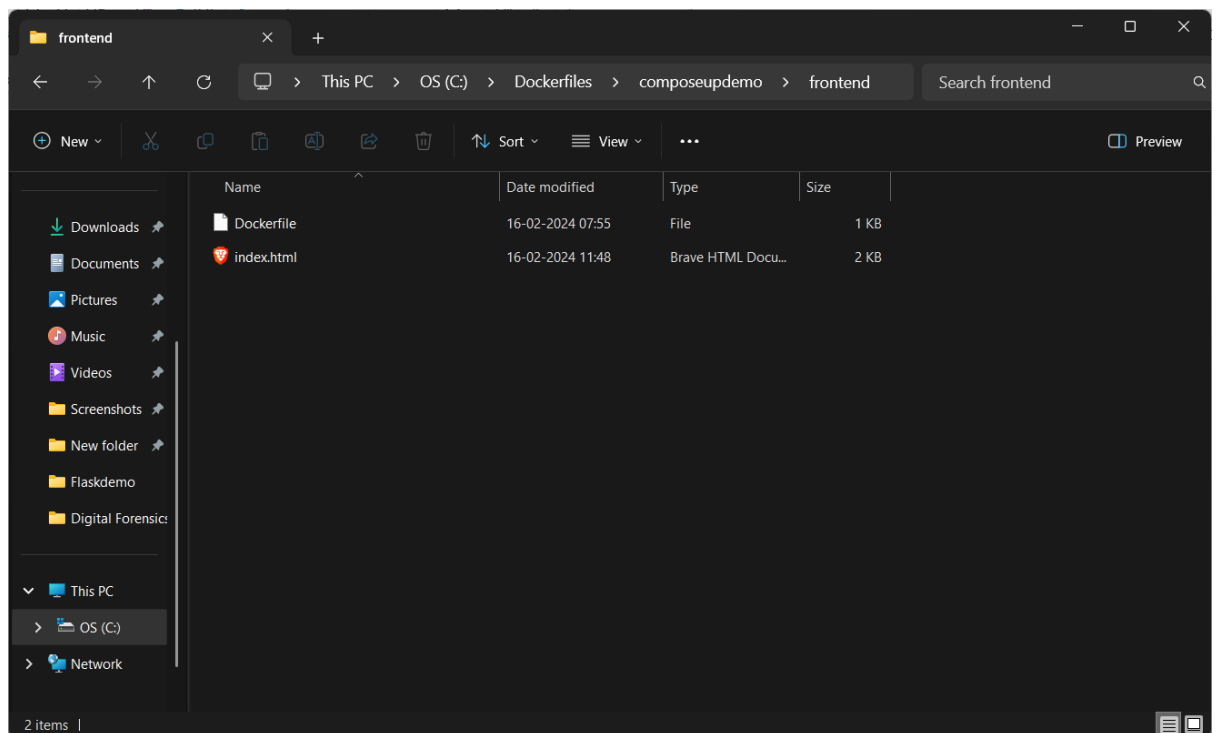 frontend
This PC > OS (C:) > Dockerfiles > composeupdemo > frontend
Search frontend
New
Sort
View
Preview
Name Date modified Type Size
Dockerfile 16-02-2024 07:55 File 1 KB
index.html 16-02-2024 11:48 Brave HTML Docu... 2 KB
Downloads
Documents
Pictures
Music
Videos
Screenshots
New folder
Flaskdemo
Digital Forensics
This PC
OS (C:)
Network
2 items